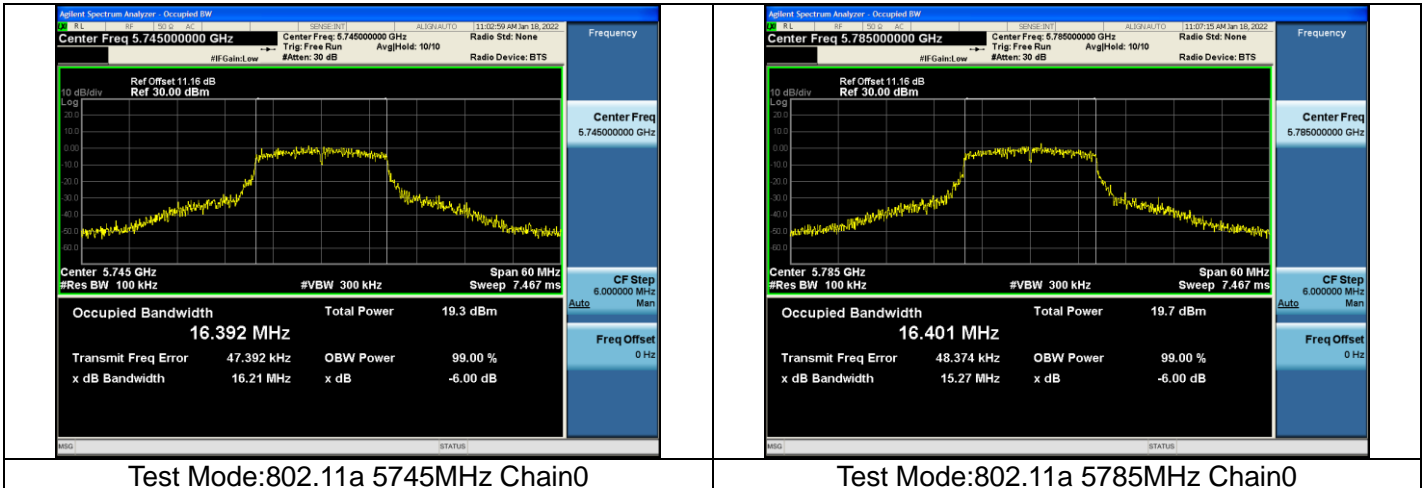 Agilent Spectrum Analyzer - Occupied BW
RL RF 50 Ω AC SENSE:INT ALIGNAUTO 11:02:59 AM Jan 18, 2022
Center Freq 5.745000000 GHz Center Freq: 5.745000000 GHz Radio Std: None Frequency
Trig: Free Run Avg|Hold: 10/10
#IFGain:Low #Atten: 30 dB Radio Device: BTS
Ref Offset 11.16 dB
10 dB/div Ref 30.00 dBm
Log
20.0
10.0
0.00
-10.0
-20.0
-30.0
-40.0
-50.0
-60.0
Center Freq
5.745000000 GHz
Center 5.745 GHz Span 60 MHz
#Res BW 100 kHz #VBW 300 kHz Sweep 7.467 ms
CF Step
6.000000 MHz
Auto Man
Occupied Bandwidth Total Power 19.3 dBm
16.392 MHz
Transmit Freq Error 47.392 kHz OBW Power 99.00 %
x dB Bandwidth 16.21 MHz x dB -6.00 dB
Freq Offset
0 Hz
MSG STATUS
Test Mode:802.11a 5745MHz Chain0
Agilent Spectrum Analyzer - Occupied BW
RL RF 50 Ω AC SENSE:INT ALIGNAUTO 11:07:15 AM Jan 18, 2022
Center Freq 5.785000000 GHz Center Freq: 5.785000000 GHz Radio Std: None Frequency
Trig: Free Run Avg|Hold: 10/10
#IFGain:Low #Atten: 30 dB Radio Device: BTS
Ref Offset 11.16 dB
10 dB/div Ref 30.00 dBm
Log
20.0
10.0
0.00
-10.0
-20.0
-30.0
-40.0
-50.0
-60.0
Center Freq
5.785000000 GHz
Center 5.785 GHz Span 60 MHz
#Res BW 100 kHz #VBW 300 kHz Sweep 7.467 ms
CF Step
6.000000 MHz
Auto Man
Occupied Bandwidth Total Power 19.7 dBm
16.401 MHz
Transmit Freq Error 48.374 kHz OBW Power 99.00 %
x dB Bandwidth 15.27 MHz x dB -6.00 dB
Freq Offset
0 Hz
MSG STATUS
Test Mode:802.11a 5785MHz Chain0